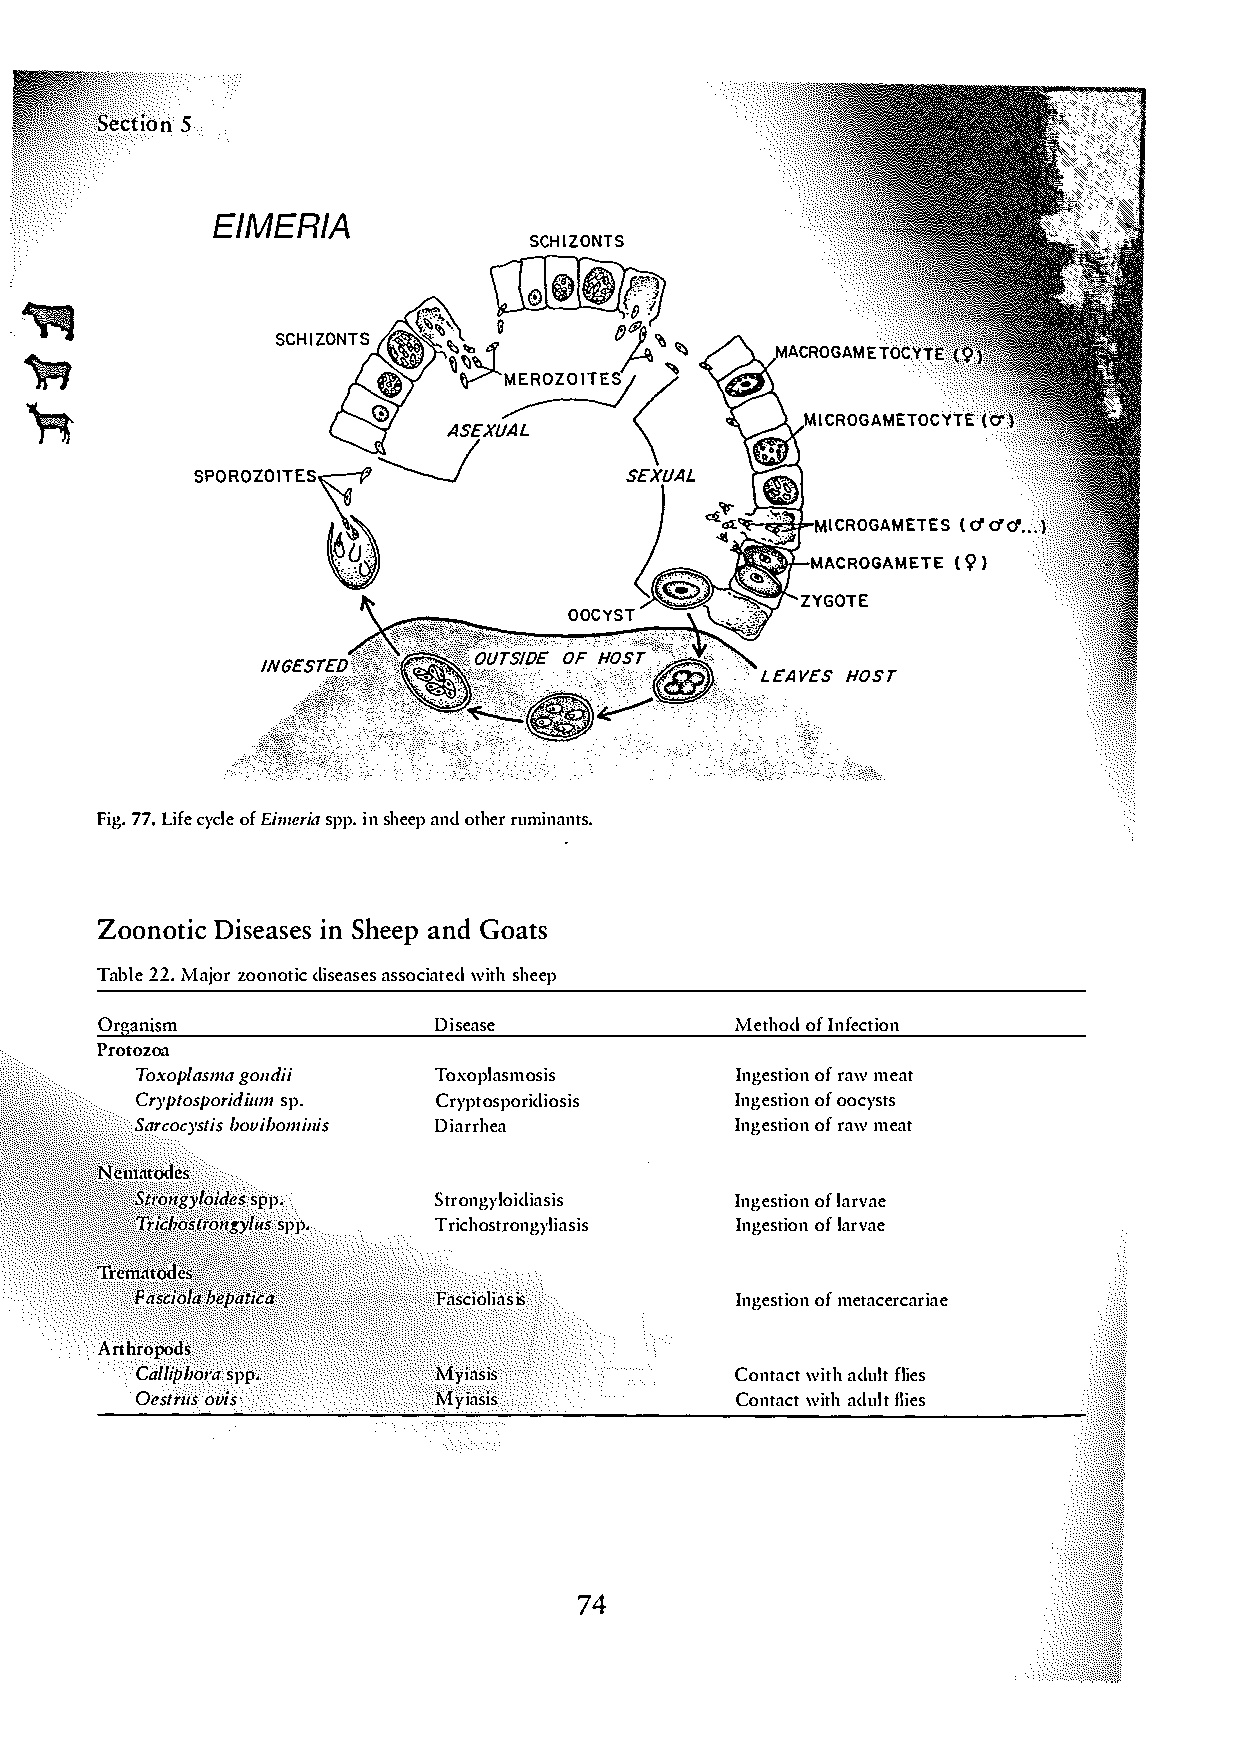 Section 5
EIMERIA
SCHIZONTS
SCHIZONTS
MACROGAMETOCYTE (♀)
MEROZOITES
MICROGAMETOCYTE (♂)
ASEXUAL
SPOROZOITES
SEXUAL
MICROGAMETES (♂♂♂...)
MACROGAMETE (♀)
ZYGOTE
OOCYST
INGESTED
OUTSIDE OF HOST
LEAVES HOST
Fig. 77. Life cycle of Eimeria spp. in sheep and other ruminants.
Zoonotic Diseases in Sheep and Goats
Table 22. Major zoonotic diseases associated with sheep
Organism Disease Method of Infection
Protozoa
Toxoplasma gondii Toxoplasmosis Ingestion of raw meat
Cryptosporidium sp. Cryptosporidiosis Ingestion of oocysts
Sarcocystis bovihominis Diarrhea Ingestion of raw meat
Nematodes
Strongyloides spp. Strongyloidiasis Ingestion of larvae
Trichostrongylus spp. Trichostrongyliasis Ingestion of larvae
Trematodes
Fasciola hepatica Fascioliasis Ingestion of metacercariae
Arthropods
Calliphora spp. Myiasis Contact with adult flies
Oestrus ovis Myiasis Contact with adult flies
74